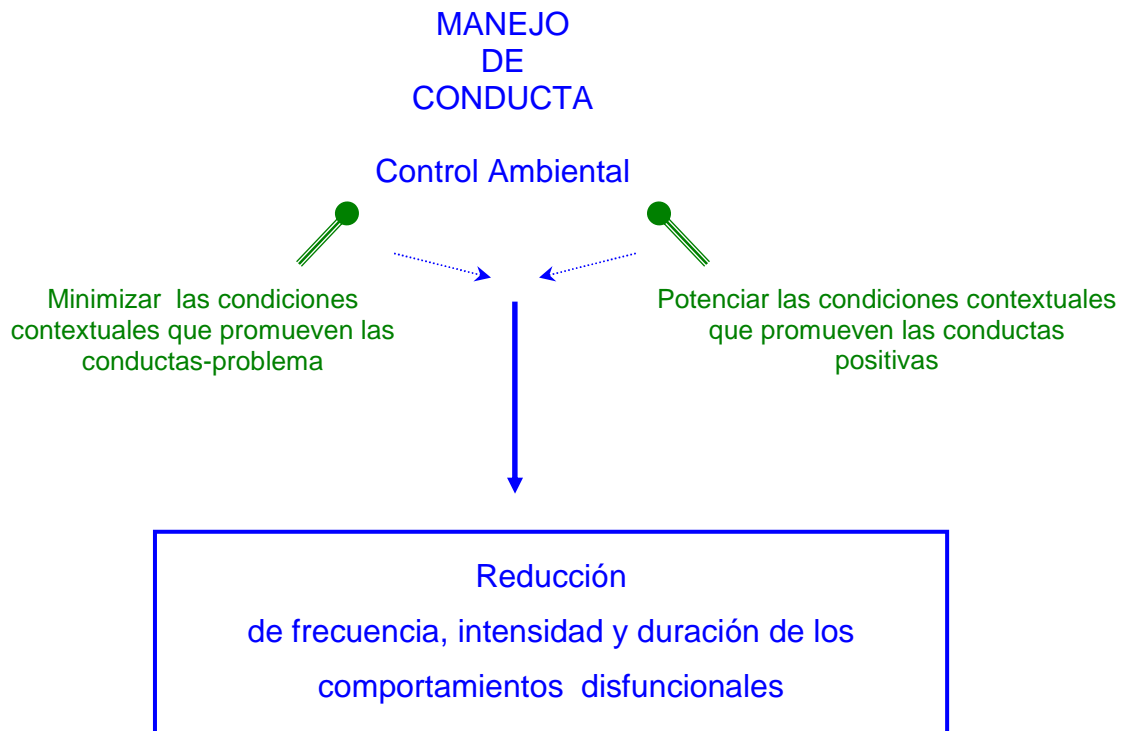 MANEJO
DE
CONDUCTA
Control Ambiental
Minimizar las condiciones
contextuales que promueven las
conductas-problema
Potenciar las condiciones contextuales
que promueven las conductas
positivas
Reducción
de frecuencia, intensidad y duración de los
comportamientos disfuncionales